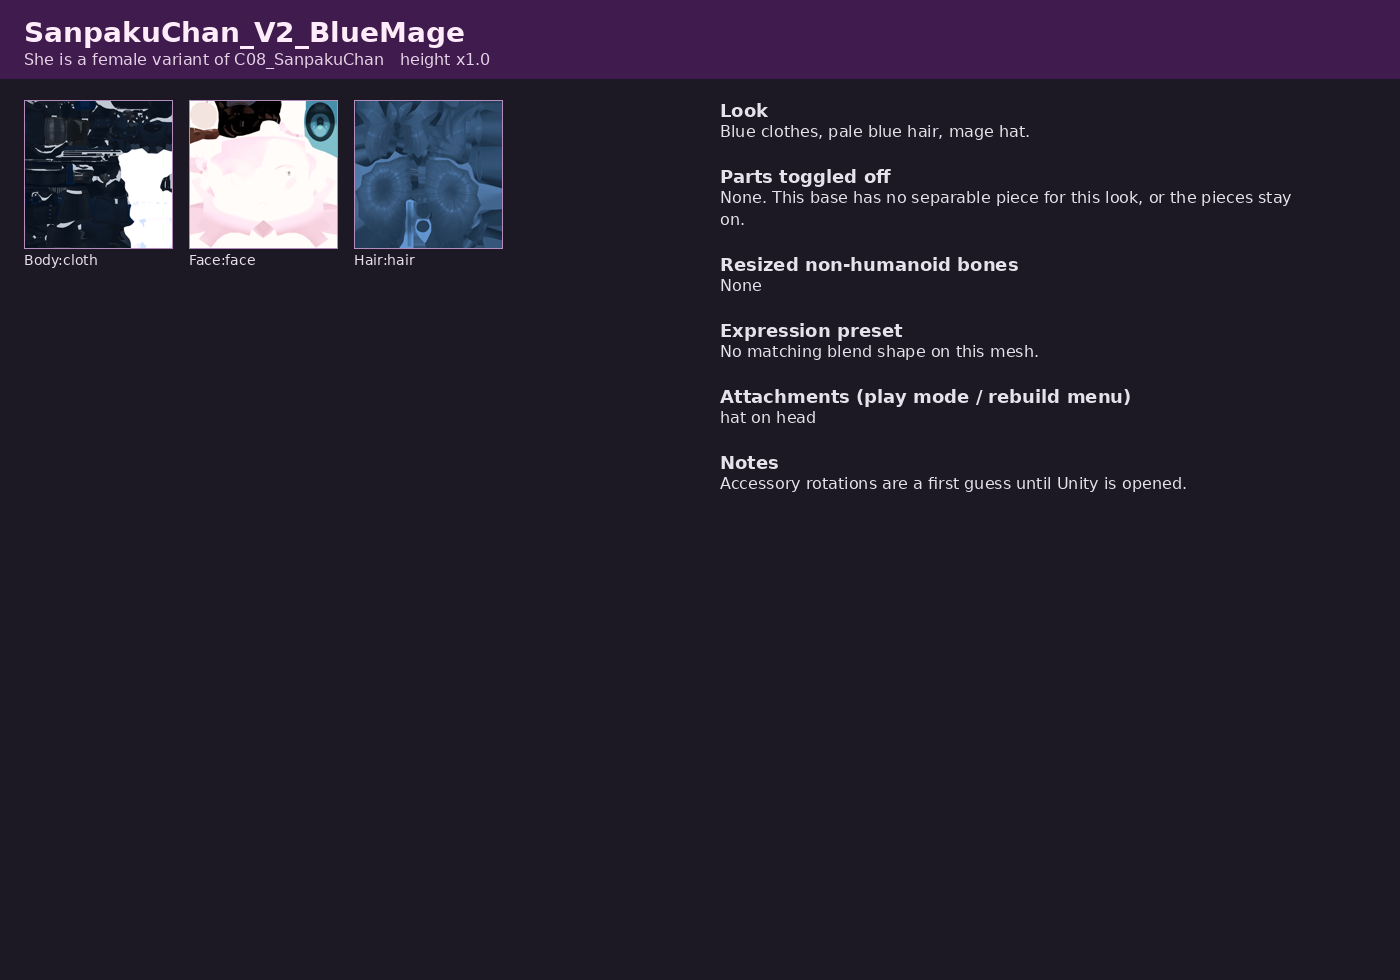 SanpakuChan_V2_BlueMage
She is a female variant of C08_SanpakuChan   height x1.0
Body:cloth
Face:face
Hair:hair
Look
Blue clothes, pale blue hair, mage hat.
Parts toggled off
None. This base has no separable piece for this look, or the pieces stay
on.
Resized non-humanoid bones
None
Expression preset
No matching blend shape on this mesh.
Attachments (play mode / rebuild menu)
hat on head
Notes
Accessory rotations are a first guess until Unity is opened.